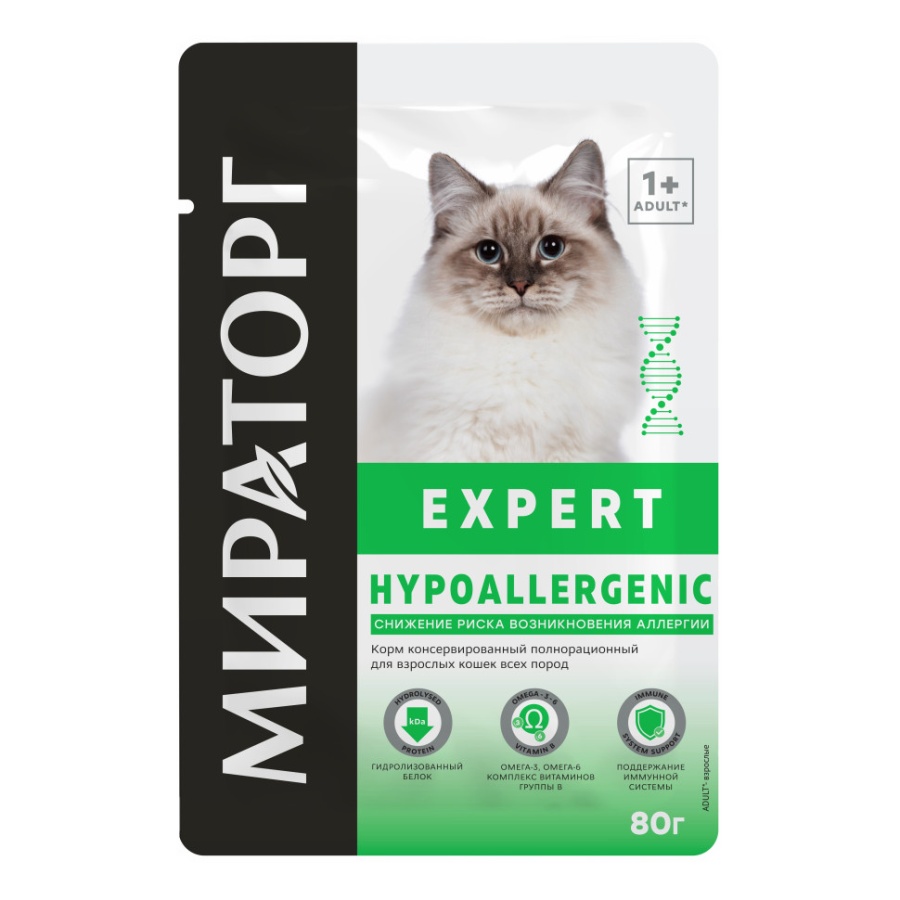 МИРАТОРГ
1+
ADULT*
EXPERT
HYPOALLERGENIC
СНИЖЕНИЕ РИСКА ВОЗНИКНОВЕНИЯ АЛЛЕРГИИ
Корм консервированный полнорационный
для взрослых кошек всех пород
HYDROLYSED
kDa
PROTEIN
ГИДРОЛИЗОВАННЫЙ
БЕЛОК
OMEGA-3-6
3
Ω
6
VITAMIN B
ОМЕГА-3, ОМЕГА-6
КОМПЛЕКС ВИТАМИНОВ
ГРУППЫ В
IMMUNE
SYSTEM SUPPORT
ПОДДЕРЖАНИЕ
ИММУННОЙ
СИСТЕМЫ
ADULT*- взрослые
80г